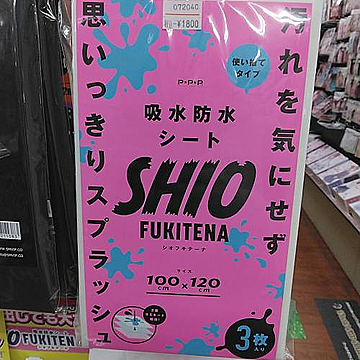 07204C
¥1800
P×P×P
使い捨て
タイプ
汚れを気にせず
思いっきりスプラッシュ
吸水防水
シート
SHIO
FUKITENA
シオフキテーナ
サイズ
100cm×120cm
3枚入り
FUKITENA